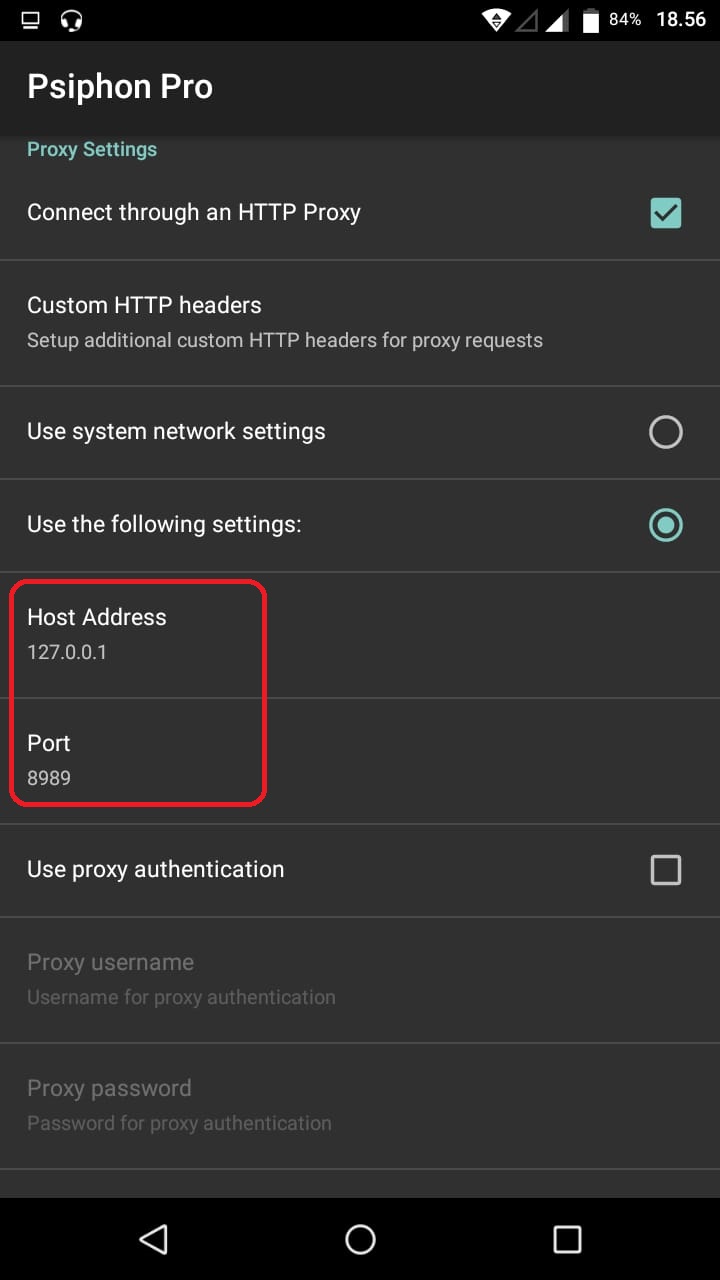 84% 18.56
Psiphon Pro
Proxy Settings
Connect through an HTTP Proxy
Custom HTTP headers
Setup additional custom HTTP headers for proxy requests
Use system network settings
Use the following settings:
Host Address
127.0.0.1
Port
8989
Use proxy authentication
Proxy username
Username for proxy authentication
Proxy password
Password for proxy authentication